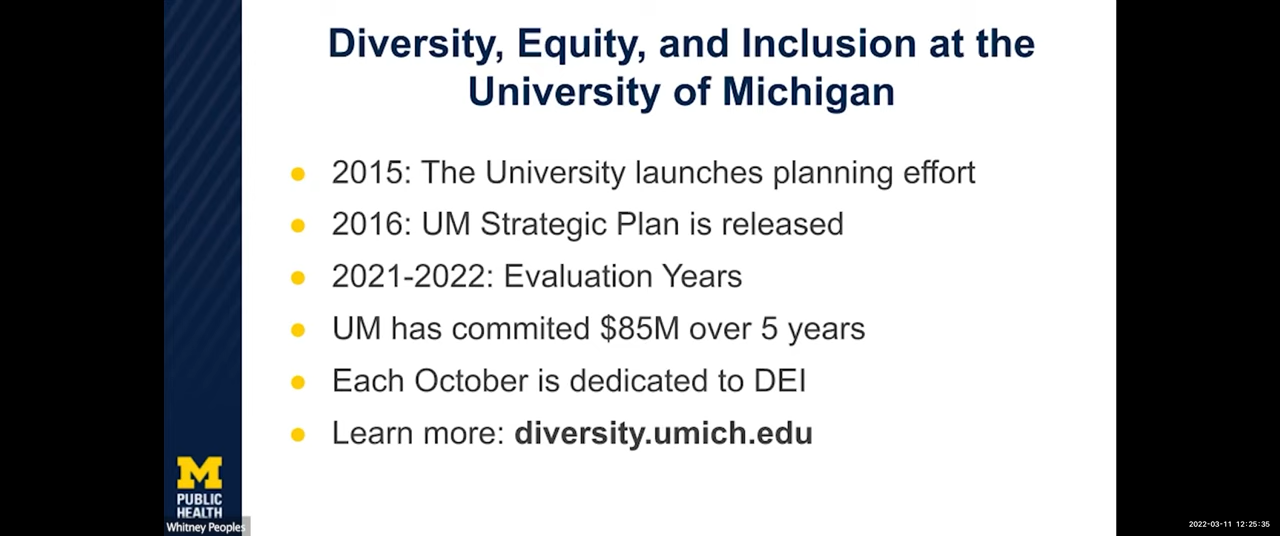 Diversity, Equity, and Inclusion at the
University of Michigan
2015: The University launches planning effort
2016: UM Strategic Plan is released
2021-2022: Evaluation Years
UM has commited $85M over 5 years
Each October is dedicated to DEI
Learn more: diversity.umich.edu
M
PUBLIC
HEALTH
Whitney Peoples
2022-03-11 12:25:35